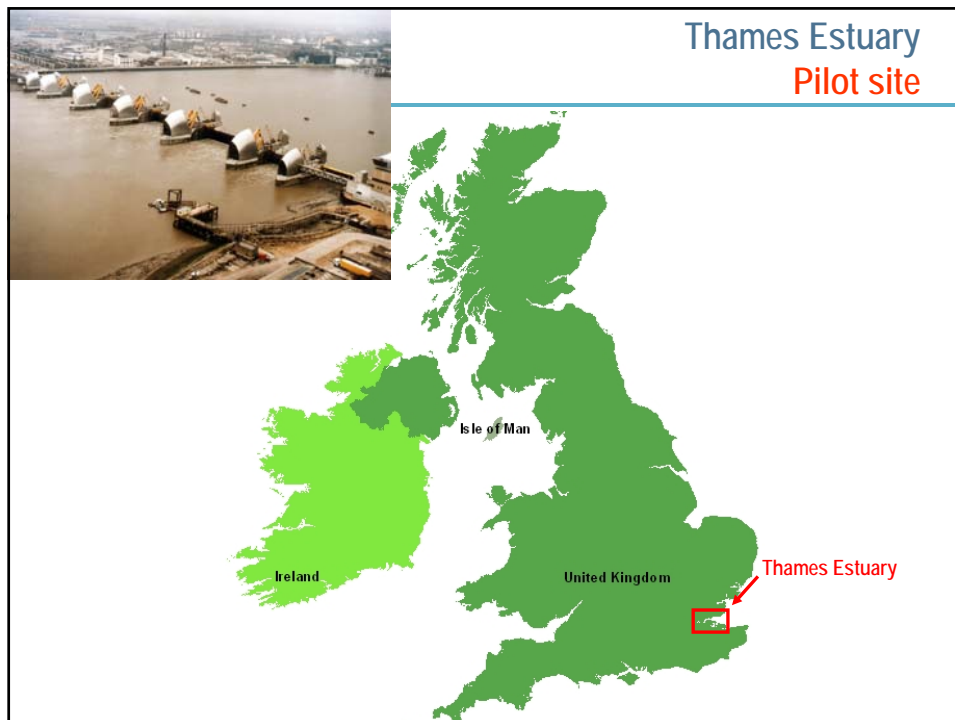 Thames Estuary
Pilot site
Isle of Man
Ireland
United Kingdom
Thames Estuary